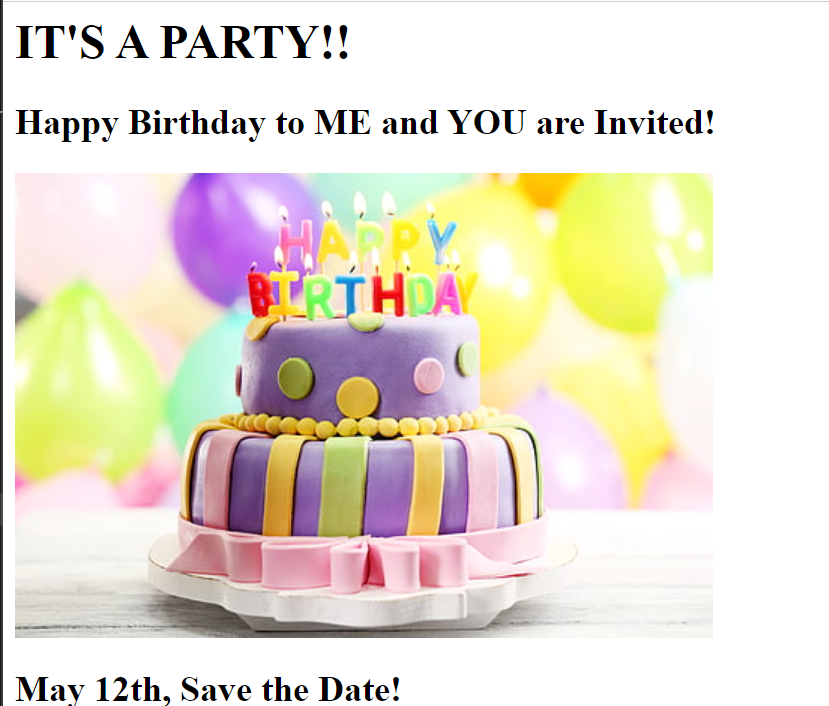 IT'S A PARTY!!
Happy Birthday to ME and YOU are Invited!
HAPPY
BIRTHDAY
May 12th, Save the Date!